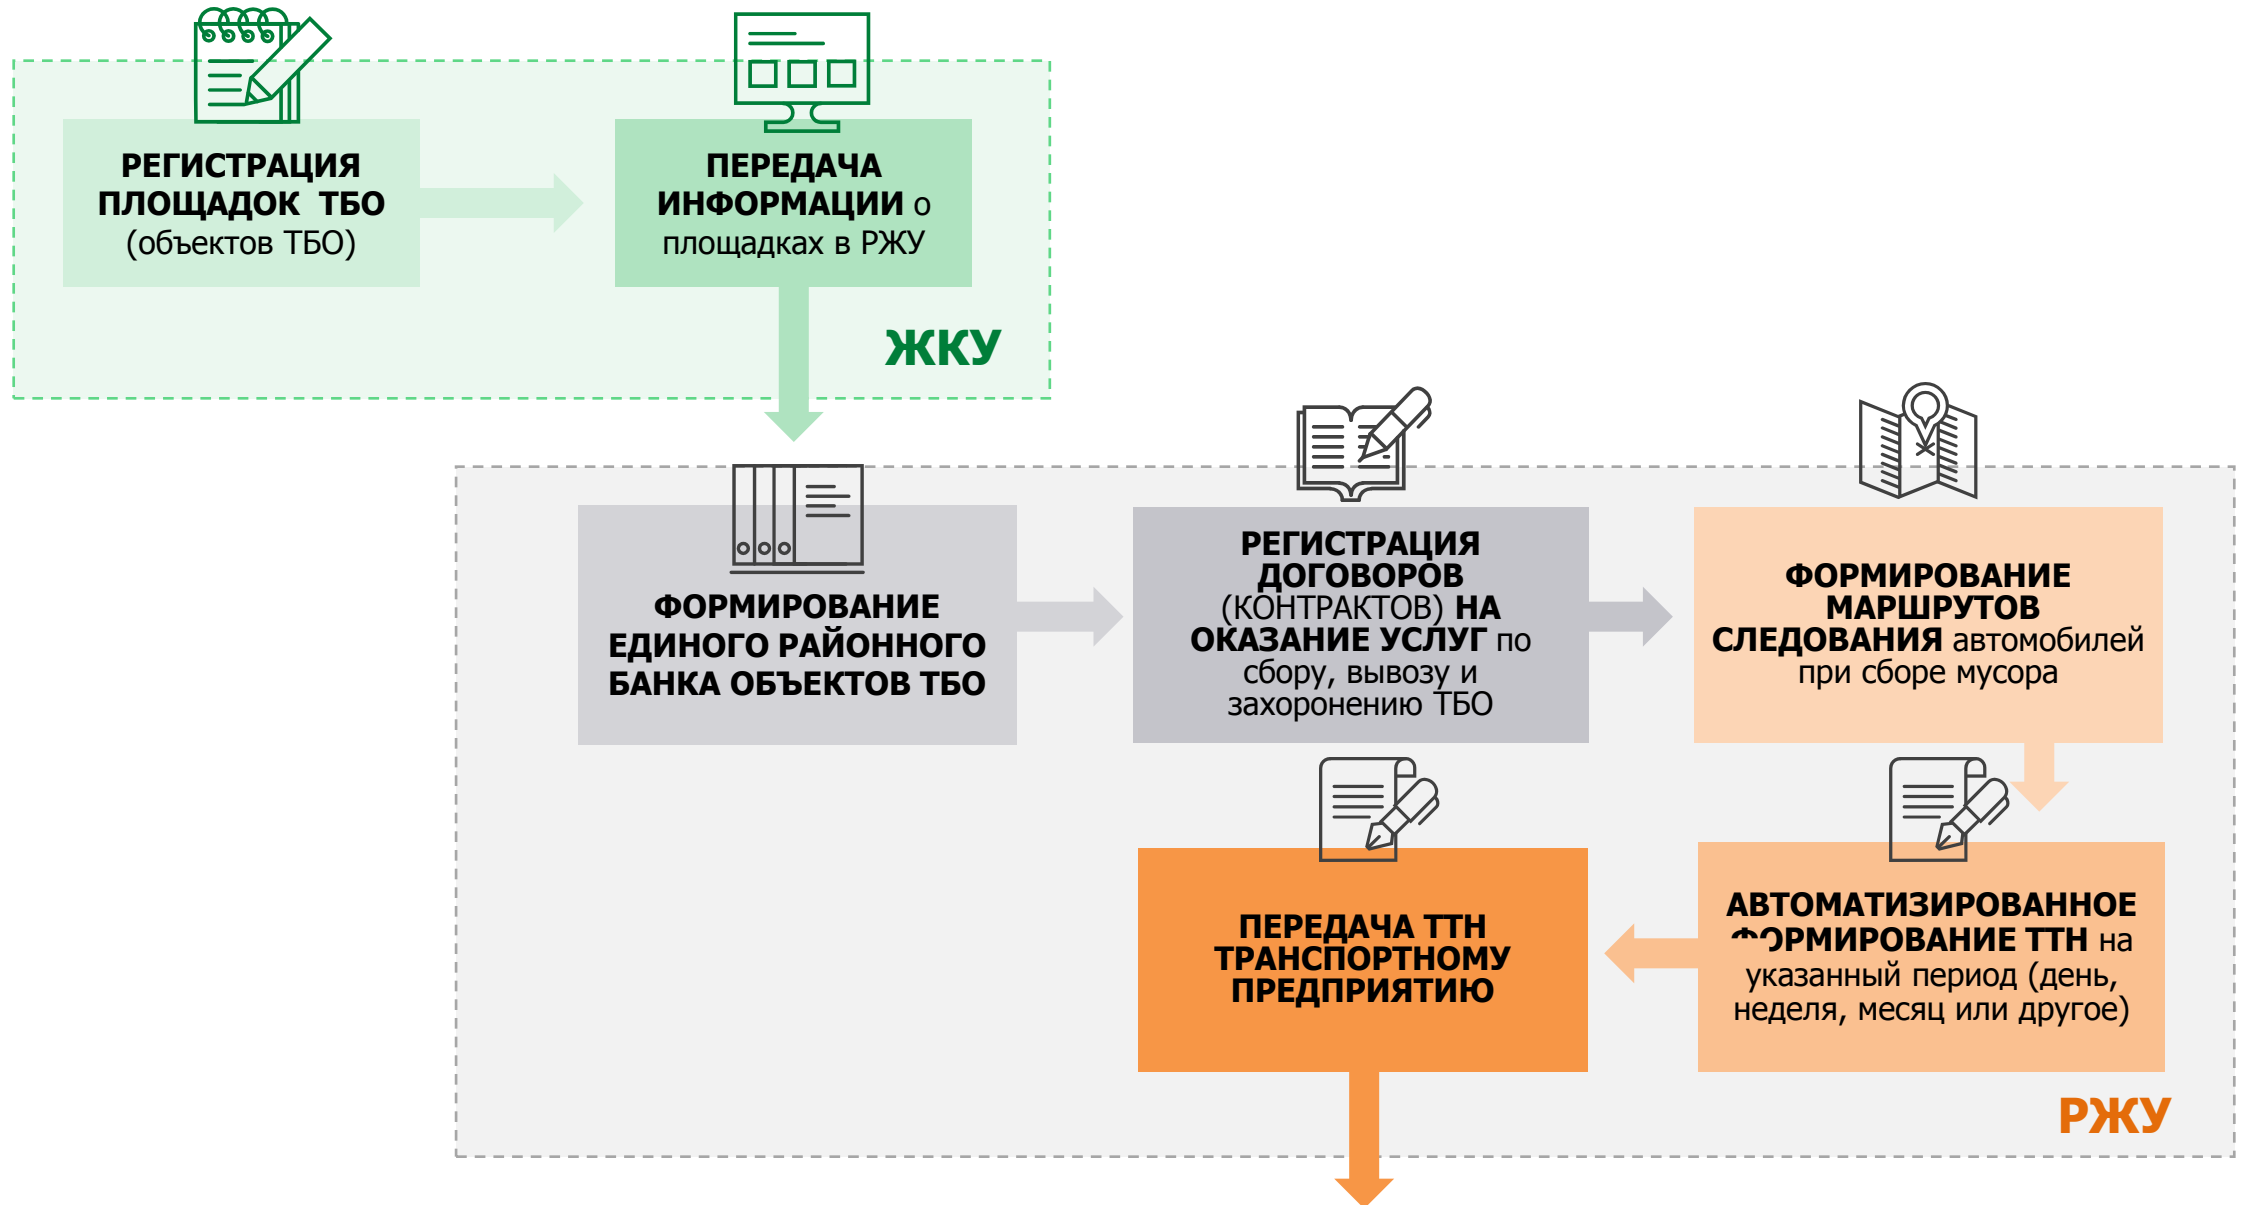 РЕГИСТРАЦИЯ
ПЛОЩАДОК ТБО
(объектов ТБО)
ПЕРЕДАЧА
ИНФОРМАЦИИ о
площадках в РЖУ
ЖКУ
ФОРМИРОВАНИЕ
ЕДИНОГО РАЙОННОГО
БАНКА ОБЪЕКТОВ ТБО
РЕГИСТРАЦИЯ
ДОГОВОРОВ
(КОНТРАКТОВ) НА
ОКАЗАНИЕ УСЛУГ по
сбору, вывозу и
захоронению ТБО
ФОРМИРОВАНИЕ
МАРШРУТОВ
СЛЕДОВАНИЯ автомобилей
при сборе мусора
ПЕРЕДАЧА ТТН
ТРАНСПОРТНОМУ
ПРЕДПРИЯТИЮ
АВТОМАТИЗИРОВАННОЕ
ФОРМИРОВАНИЕ ТТН на
указанный период (день,
неделя, месяц или другое)
РЖУ